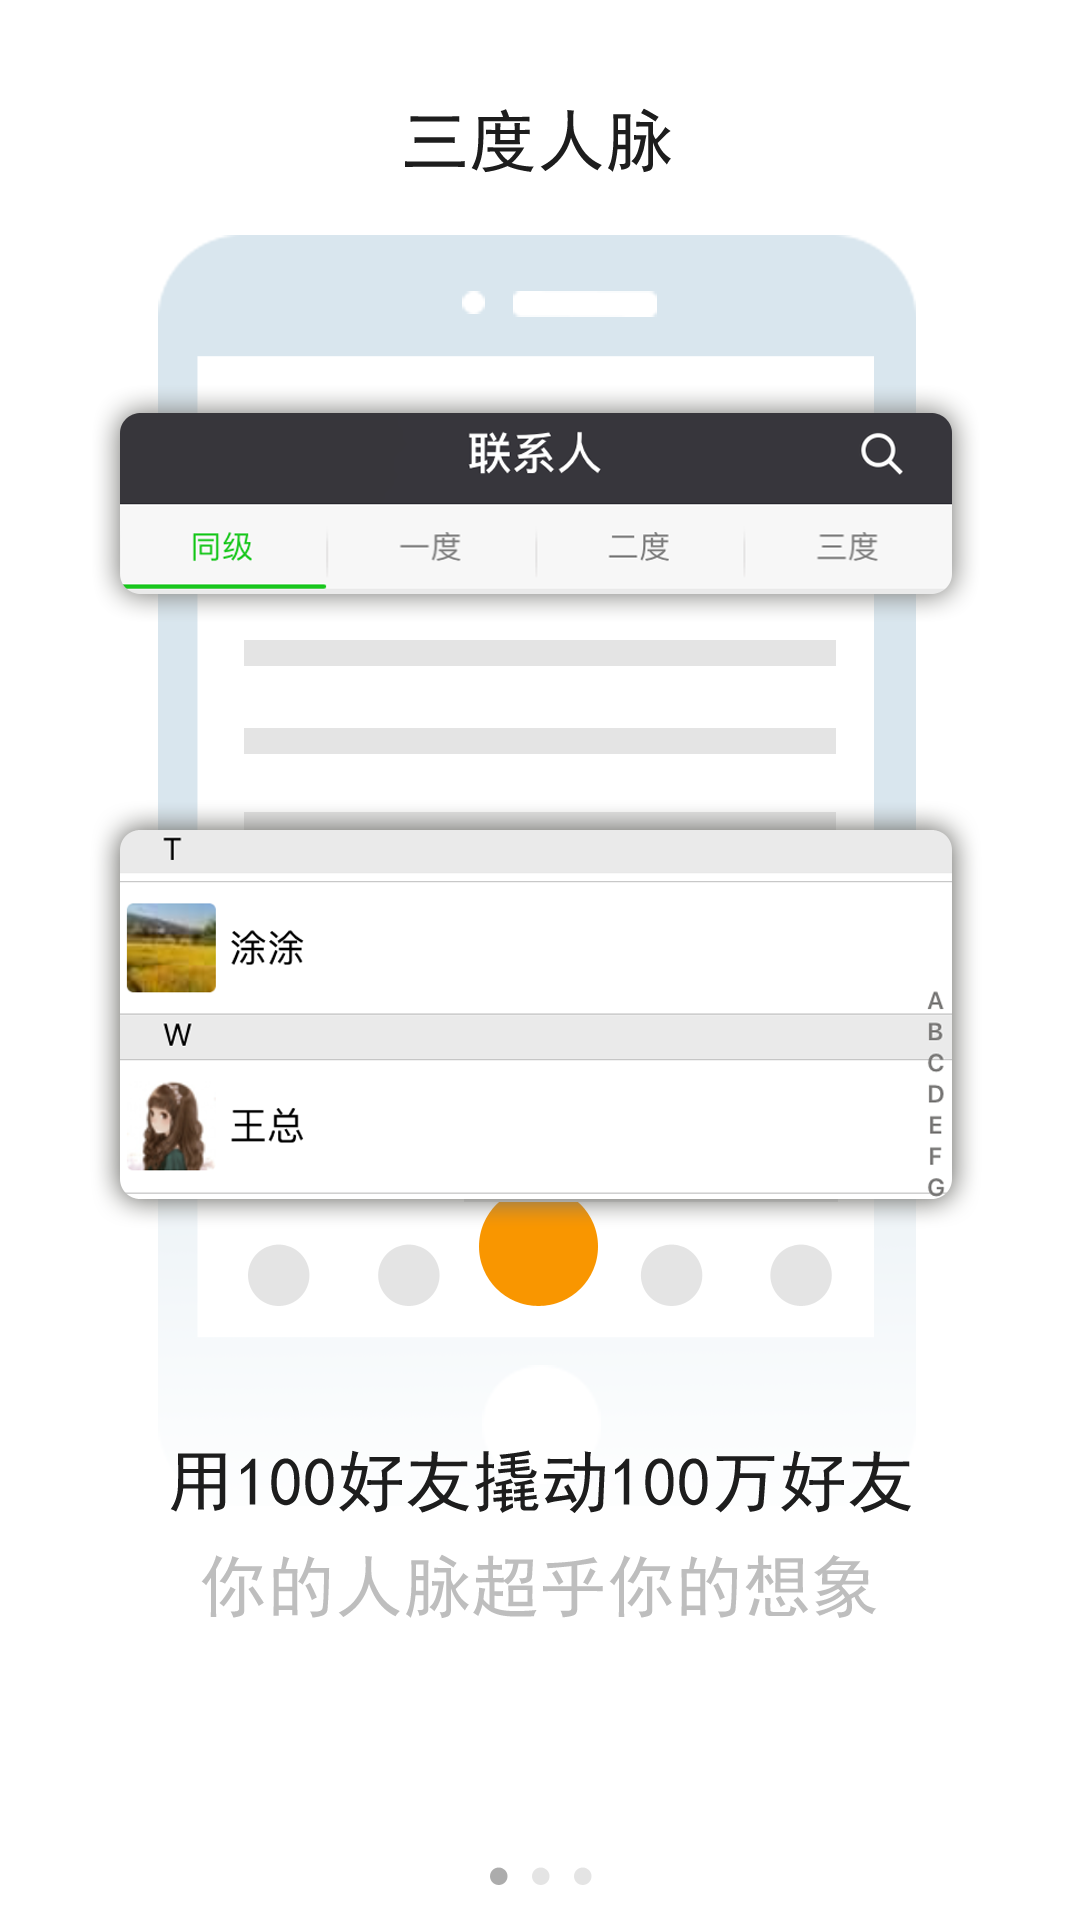 三度人脉
联系人
同级 一度 二度 三度
T
涂涂
A
W
B
C
D
王总
E
F
G
用100好友撬动100万好友
你的人脉超乎你的想象